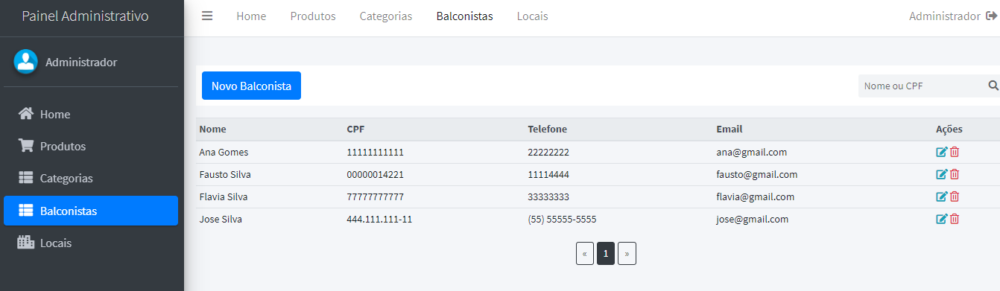 Painel Administrativo
Home Produtos Categorias Balconistas Locais Administrador
Administrador
Home
Produtos
Categorias
Balconistas
Locais
Novo Balconista Nome ou CPF
Nome CPF Telefone Email Ações
Ana Gomes 11111111111 22222222 ana@gmail.com
Fausto Silva 00000014221 11114444 fausto@gmail.com
Flavia Silva 77777777777 33333333 flavia@gmail.com
Jose Silva 444.111.111-11 (55) 55555-5555 jose@gmail.com
« 1 »